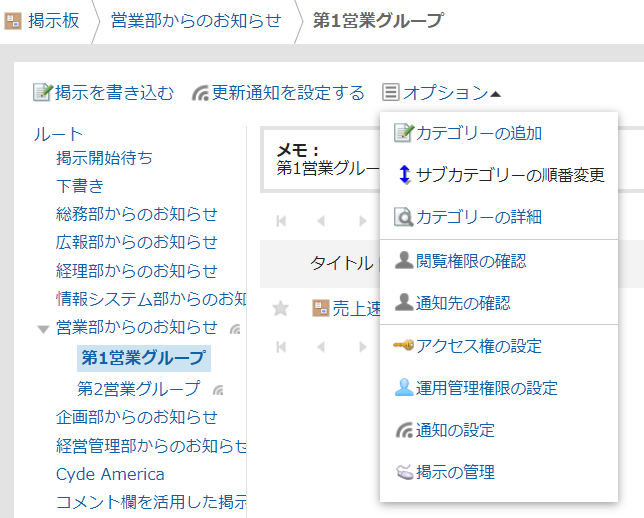 掲示板
営業部からのお知らせ
第1営業グループ
掲示を書き込む
更新通知を設定する
オプション
ルート
掲示開始待ち
下書き
総務部からのお知らせ
広報部からのお知らせ
経理部からのお知らせ
情報システム部からのお知
営業部からのお知らせ
第1営業グループ
第2営業グループ
企画部からのお知らせ
経営管理部からのお知らせ
Cyde America
コメント欄を活用した掲示
メモ：
第1営業グルー
タイトル
売上速
カテゴリーの追加
サブカテゴリーの順番変更
カテゴリーの詳細
閲覧権限の確認
通知先の確認
アクセス権の設定
運用管理権限の設定
通知の設定
掲示の管理